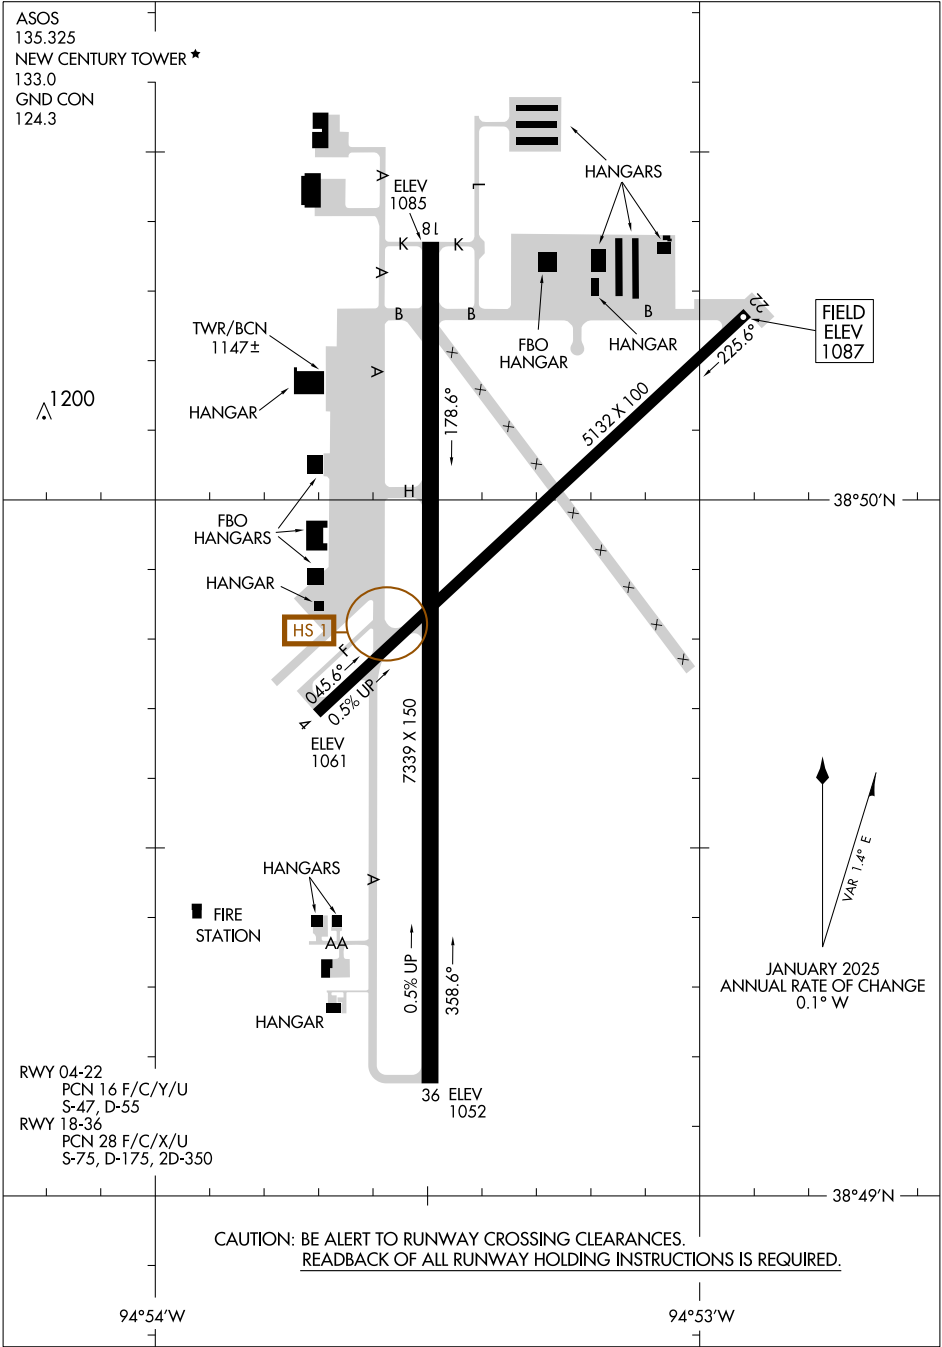 ASOS
135.325
NEW CENTURY TOWER ★
133.0
GND CON
124.3
HANGARS
ELEV
1085
A
L
18
K
K
A
22
B
B
B
FIELD
ELEV
1087
TWR/BCN
1147±
FBO
HANGAR
HANGAR
225.6°
A
X
1200
HANGAR
X
178.6°
5132 X 100
X
X
H
38°50'N
FBO
HANGARS
X
X
HANGAR
X
HS 1
X
F
X
045.6°
0.5% UP
4
ELEV
1061
7339 X 150
VAR 1.4° E
HANGARS
A
FIRE
STATION
AA
0.5% UP
358.6°
JANUARY 2025
ANNUAL RATE OF CHANGE
0.1° W
HANGAR
RWY 04-22
PCN 16 F/C/Y/U
S-47, D-55
RWY 18-36
PCN 28 F/C/X/U
S-75, D-175, 2D-350
36
ELEV
1052
38°49'N
CAUTION: BE ALERT TO RUNWAY CROSSING CLEARANCES.
READBACK OF ALL RUNWAY HOLDING INSTRUCTIONS IS REQUIRED.
94°54'W
94°53'W